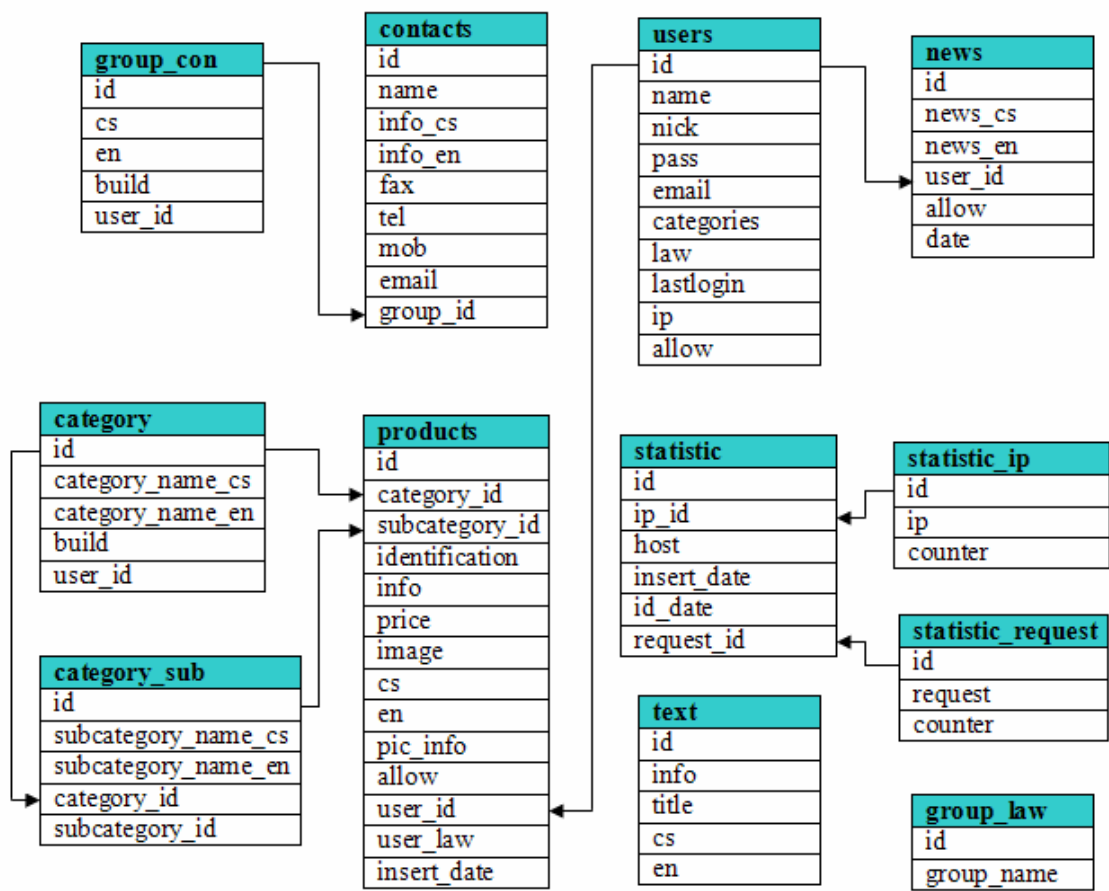 group_con
id
cs
en
build
user_id
contacts
id
name
info_cs
info_en
fax
tel
mob
email
group_id
users
id
name
nick
pass
email
categories
law
lastlogin
ip
allow
news
id
news_cs
news_en
user_id
allow
date
category
id
category_name_cs
category_name_en
build
user_id
category_sub
id
subcategory_name_cs
subcategory_name_en
category_id
subcategory_id
products
id
category_id
subcategory_id
identification
info
price
image
cs
en
pic_info
allow
user_id
user_law
insert_date
statistic
id
ip_id
host
insert_date
id_date
request_id
statistic_ip
id
ip
counter
statistic_request
id
request
counter
text
id
info
title
cs
en
group_law
id
group_name